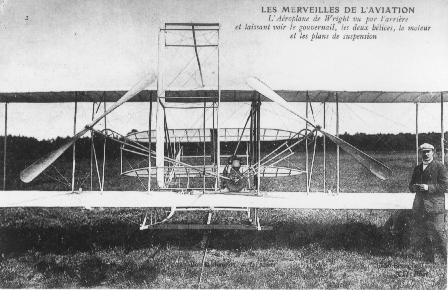 LES MERVEILLES DE L'AVIATION
L'Aéroplane de Wright vu par l'arrière
et laissant voir le gouvernail, les deux hélices, le moteur
et les plans de suspension